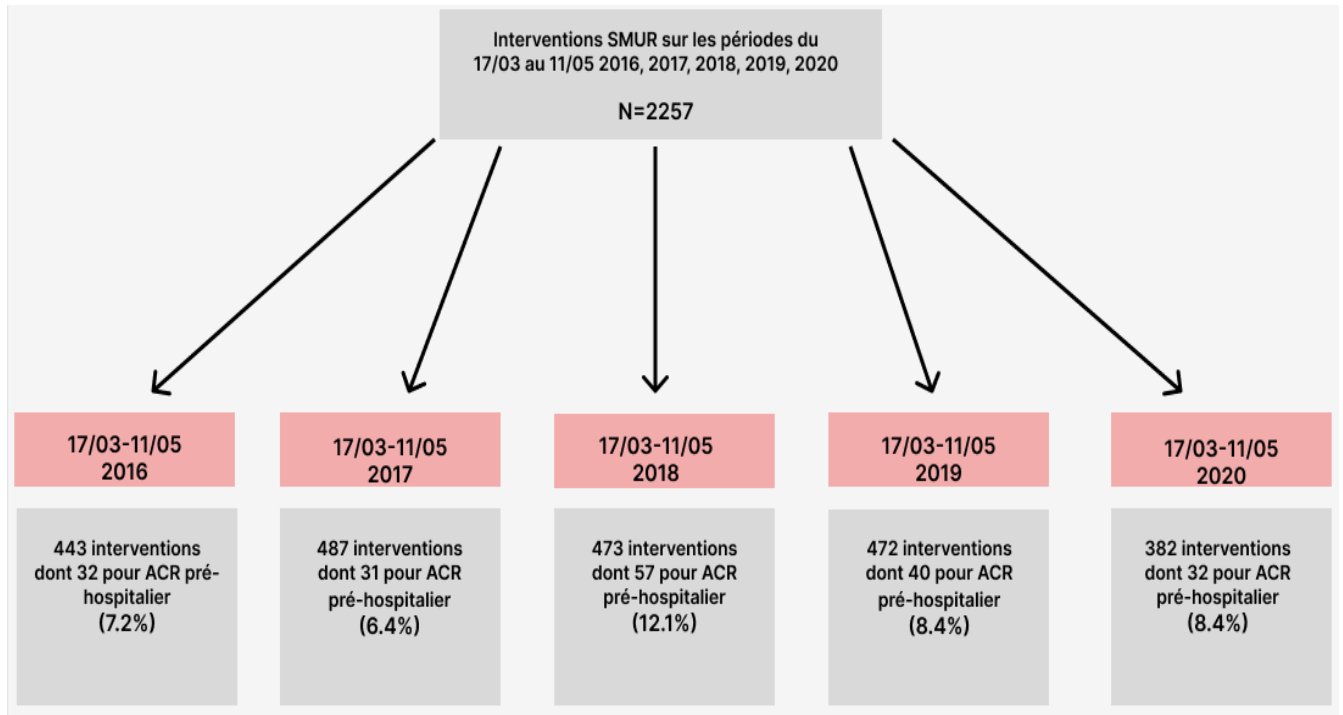 Interventions SMUR sur les périodes du
17/03 au 11/05 2016, 2017, 2018, 2019, 2020
N=2257
17/03-11/05
2016
443 interventions
dont 32 pour ACR pré-
hospitalier
(7.2%)
17/03-11/05
2017
487 interventions
dont 31 pour ACR
pré-hospitalier
(6.4%)
17/03-11/05
2018
473 interventions
dont 57 pour ACR
pré-hospitalier
(12.1%)
17/03-11/05
2019
472 interventions
dont 40 pour ACR
pré-hospitalier
(8.4%)
17/03-11/05
2020
382 interventions
dont 32 pour ACR
pré-hospitalier
(8.4%)